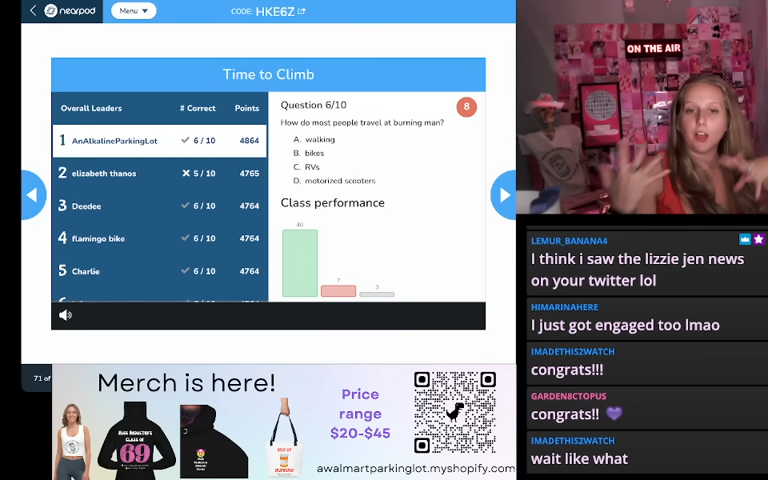 nearpod
Menu
CODE: HKE6Z
Time to Climb
Overall Leaders # Correct Points
1 AnAlkalineParkingLot 6 / 10 4864
2 elizabeth thanos 5 / 10 4765
3 Deedee 6 / 10 4764
4 flamingo bike 6 / 10 4764
5 Charlie 6 / 10 4764
Question 6/10
8
How do most people travel at burning man?
A. walking
B. bikes
C. RVs
D. motorized scooters
Class performance
40
7
3
71 of
Merch is here!
CLASS OF
69
Price
range
$20-$45
awalmartparkinglot.myshopify.com
ON THE AIR
LEMUR_BANANA4
I think i saw the lizzie jen news
on your twitter lol
HIMARINAHERE
I just got engaged too lmao
IMADETHIS2WATCH
congrats!!!
GARDEN8CTOPUS
congrats!! 💜
IMADETHIS2WATCH
wait like what